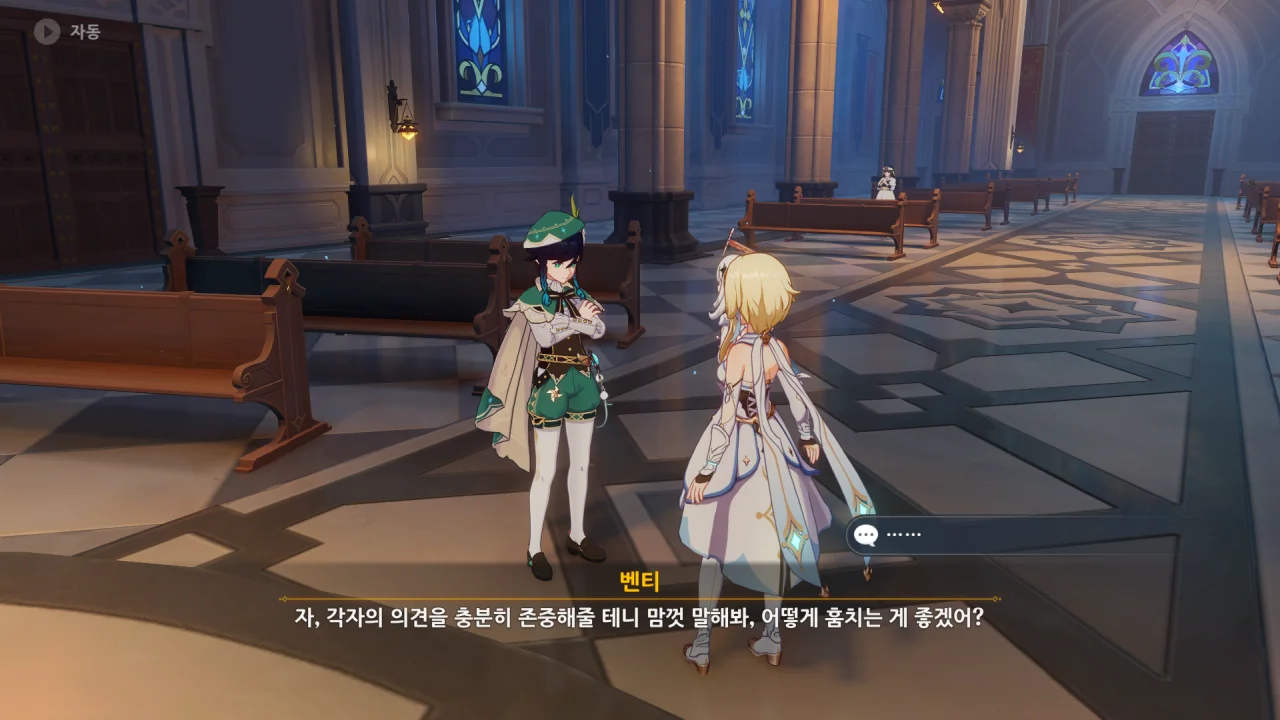 자동
······
벤티
자, 각자의 의견을 충분히 존중해줄 테니 맘껏 말해봐, 어떻게 훔치는 게 좋겠어?